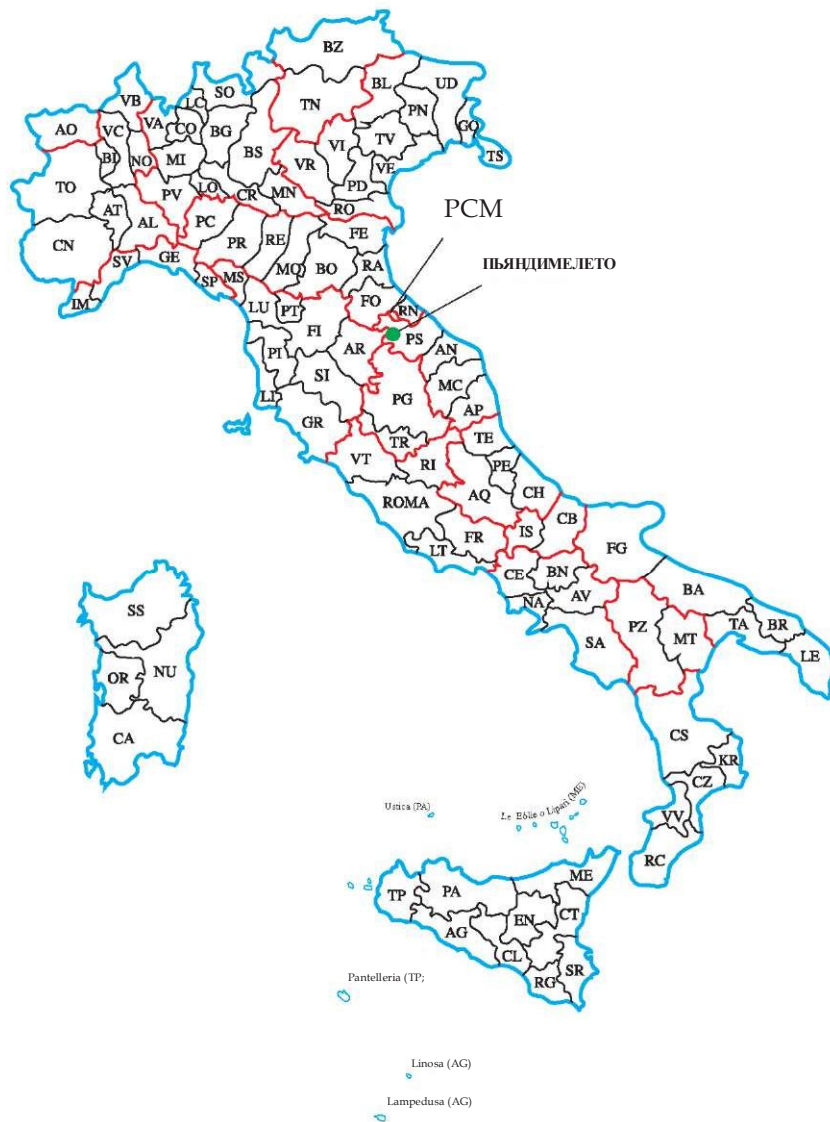 BZ
BL
UD
TN
PN
SO
LC
VB
VA
CO
BG
AO
VC
GO
TS
TV
VI
BS
BI
NO
MI
VR
VE
TO
PV
LO
CR
MN
PD
RO
AT
AL
PC
PCM
CN
PR
RE
FE
MO
BO
RA
SV
GE
SP
MS
ПЬЯНДИМЕЛЕТО
IM
LU
PT
FO
RN
FI
PS
AN
PI
AR
SI
MC
LI
PG
AP
GR
TR
TE
VT
RI
PE
AQ
CH
ROMA
CB
IS
FR
LT
FG
CE
BN
BA
NA
AV
PZ
TA
BR
MT
SA
LE
SS
OR
NU
CA
CS
KR
CZ
VV
RC
Ustica (PA)
ME
TP
PA
EN
CT
AG
CL
SR
RG
Pantelleria (TP;
Linosa (AG)
Lampedusa (AG)